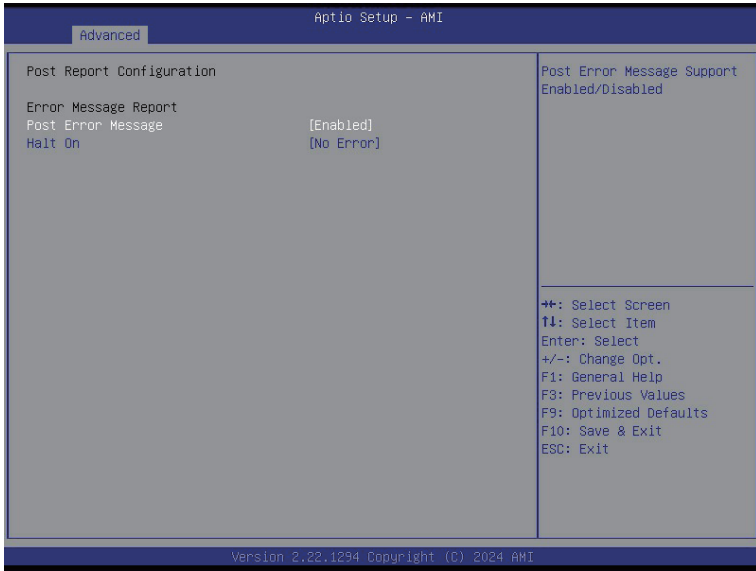 Aptio Setup – AMI
Advanced
Post Report Configuration
Error Message Report
Post Error Message [Enabled]
Halt On [No Error]
Post Error Message Support
Enabled/Disabled
→←: Select Screen
↑↓: Select Item
Enter: Select
+/-: Change Opt.
F1: General Help
F3: Previous Values
F9: Optimized Defaults
F10: Save & Exit
ESC: Exit
Version 2.22.1294 Copyright (C) 2024 AMI